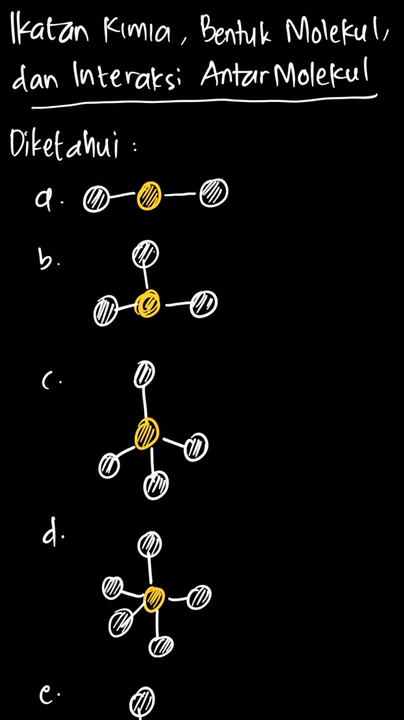 Ikatan Kimia, Bentuk Molekul,
dan Interaksi Antar Molekul
Diketahui :
a.
b.
c.
d.
e.